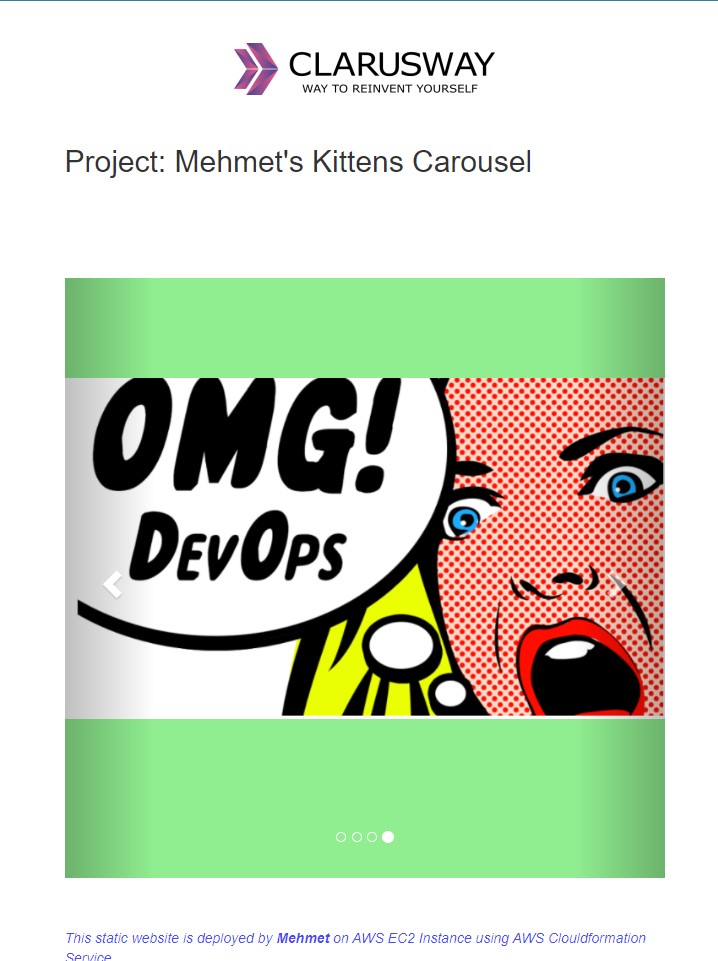 CLARUSWAY
WAY TO REINVENT YOURSELF
Project: Mehmet's Kittens Carousel
OMG!
DEVOPS
This static website is deployed by Mehmet on AWS EC2 Instance using AWS Clouldformation
Service